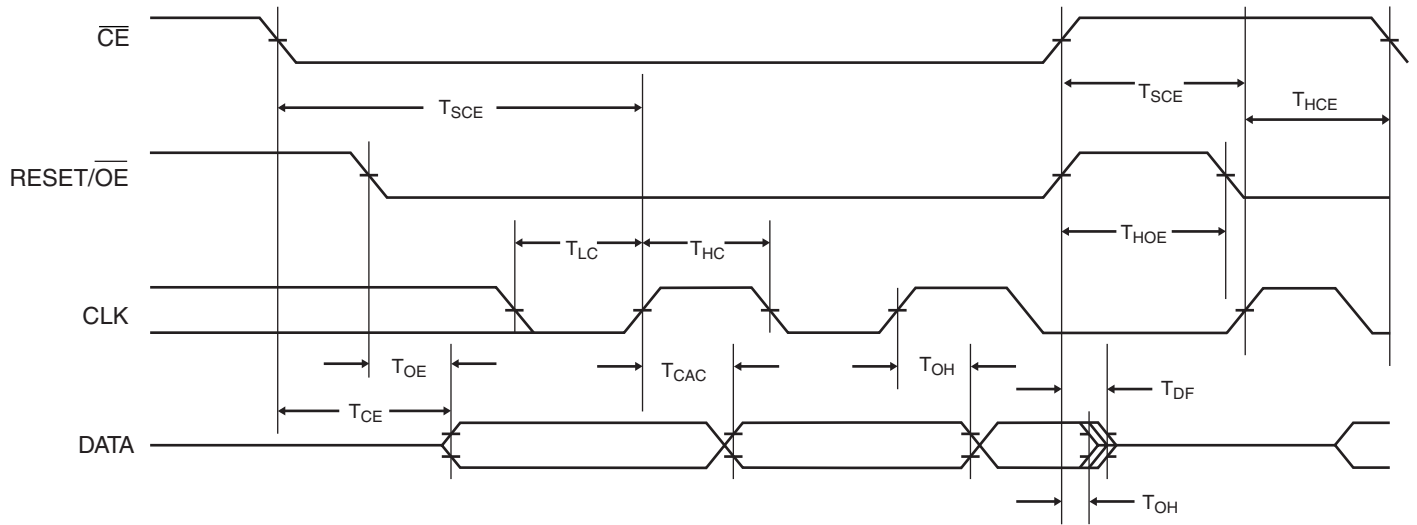 CE
T_SCE
T_SCE
T_HCE
RESET/OE
T_LC
T_HC
T_HOE
CLK
T_OE
T_CAC
T_OH
T_DF
T_CE
DATA
T_OH